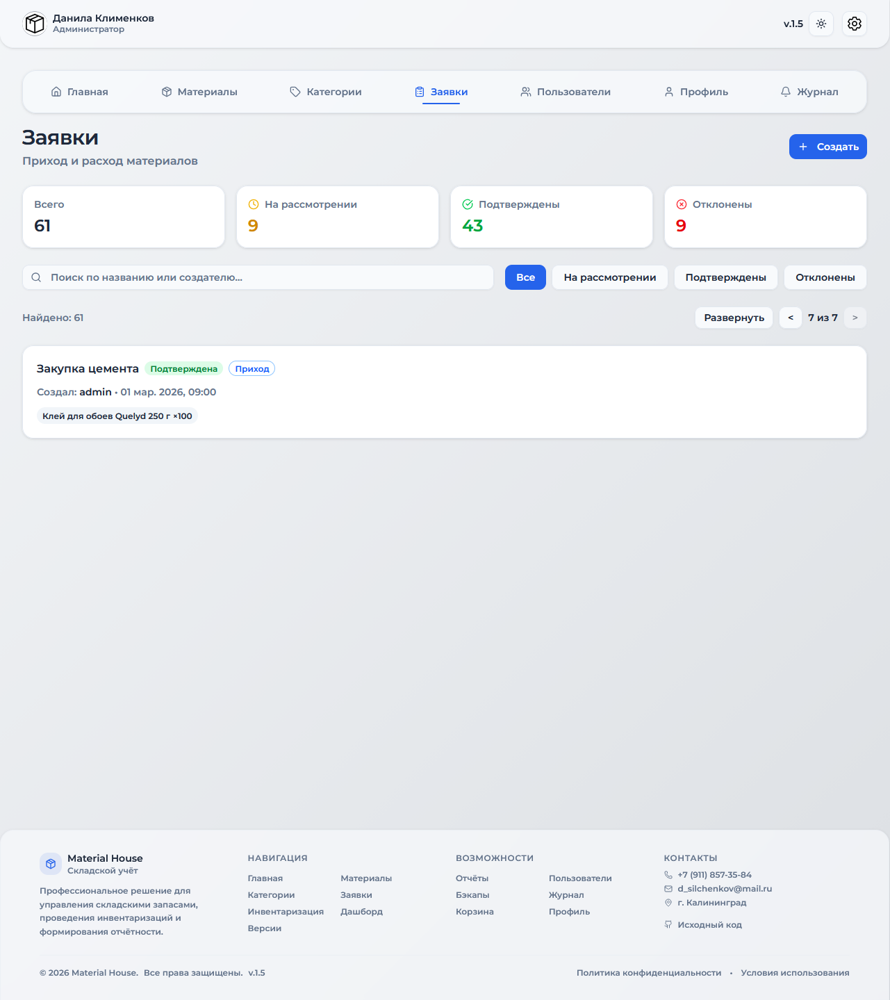 Данила Клименков
Администратор
v.1.5
Главная
Материалы
Категории
Заявки
Пользователи
Профиль
Журнал
Заявки
Приход и расход материалов
Создать
Всего
61
На рассмотрении
9
Подтверждены
43
Отклонены
9
Поиск по названию или создателю...
Все
На рассмотрении
Подтверждены
Отклонены
Найдено: 61
Развернуть
<
7 из 7
>
Закупка цемента
Подтверждена
Приход
Создал: admin • 01 мар. 2026, 09:00
Клей для обоев Quelyd 250 г ×100
Material House
Складской учёт
Профессиональное решение для
управления складскими запасами,
проведения инвентаризаций и
формирования отчётности.
НАВИГАЦИЯ
Главная
Материалы
Категории
Заявки
Инвентаризация
Дашборд
Версии
ВОЗМОЖНОСТИ
Отчёты
Пользователи
Бэкапы
Журнал
Корзина
Профиль
КОНТАКТЫ
+7 (911) 857-35-84
d_silchenkov@mail.ru
г. Калининград
Исходный код
© 2026 Material House. Все права защищены. v.1.5
Политика конфиденциальности • Условия использования